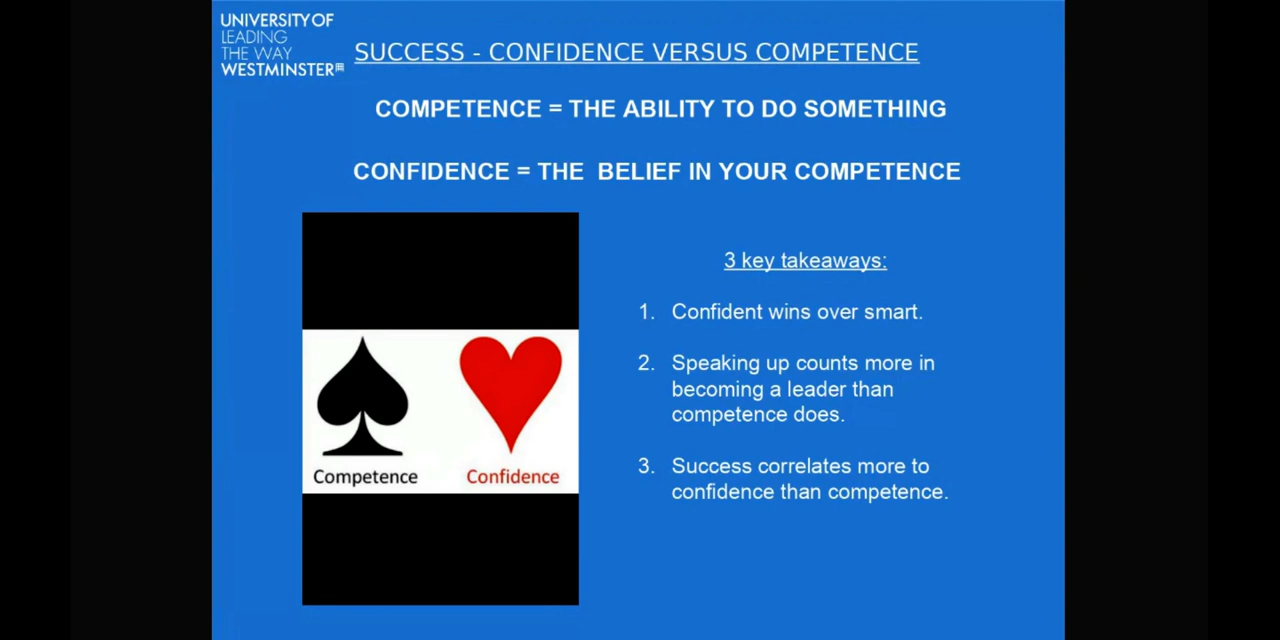 UNIVERSITY OF
LEADING
THE WAY
WESTMINSTER
SUCCESS - CONFIDENCE VERSUS COMPETENCE
COMPETENCE = THE ABILITY TO DO SOMETHING
CONFIDENCE = THE BELIEF IN YOUR COMPETENCE
Competence
Confidence
3 key takeaways:
1. Confident wins over smart.
2. Speaking up counts more in
becoming a leader than
competence does.
3. Success correlates more to
confidence than competence.